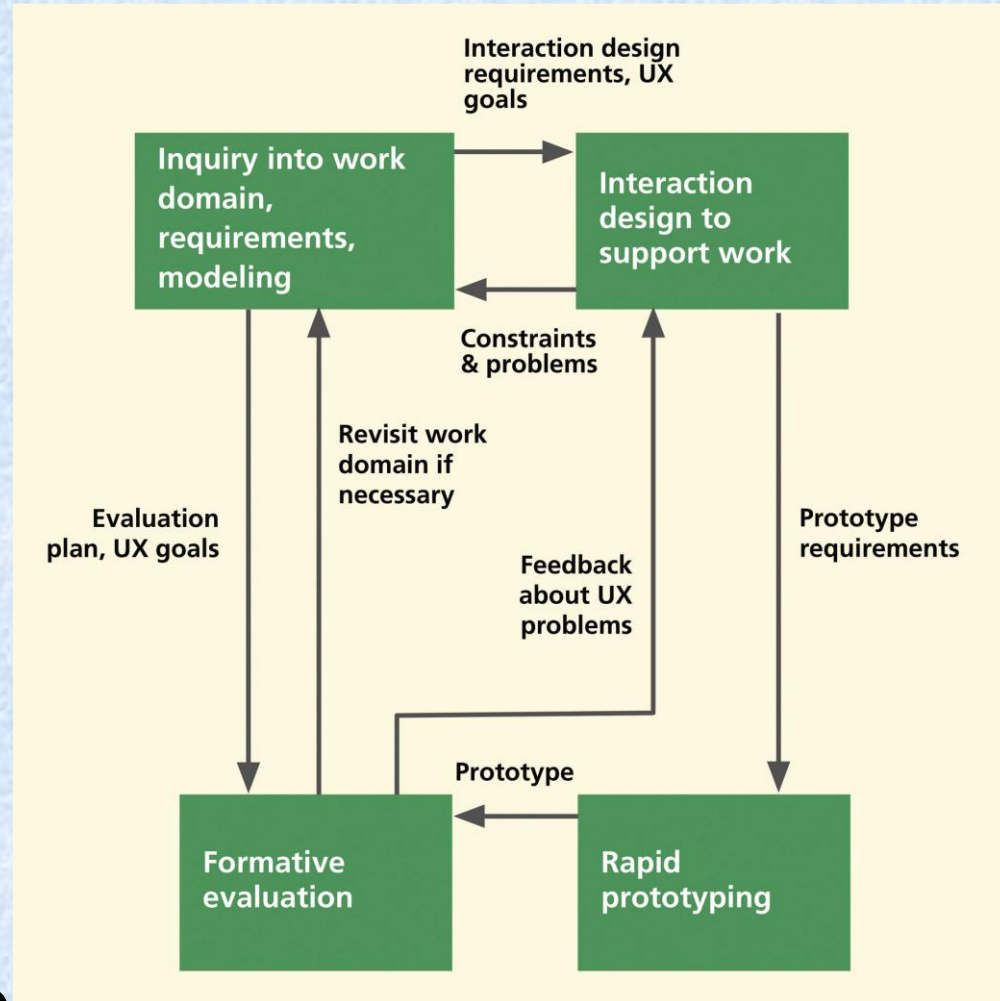 Interaction design
requirements, UX
goals
Inquiry into work
domain,
requirements,
modeling
Interaction
design to
support work
Constraints
& problems
Revisit work
domain if
necessary
Evaluation
plan, UX goals
Prototype
requirements
Feedback
about UX
problems
Prototype
Formative
evaluation
Rapid
prototyping